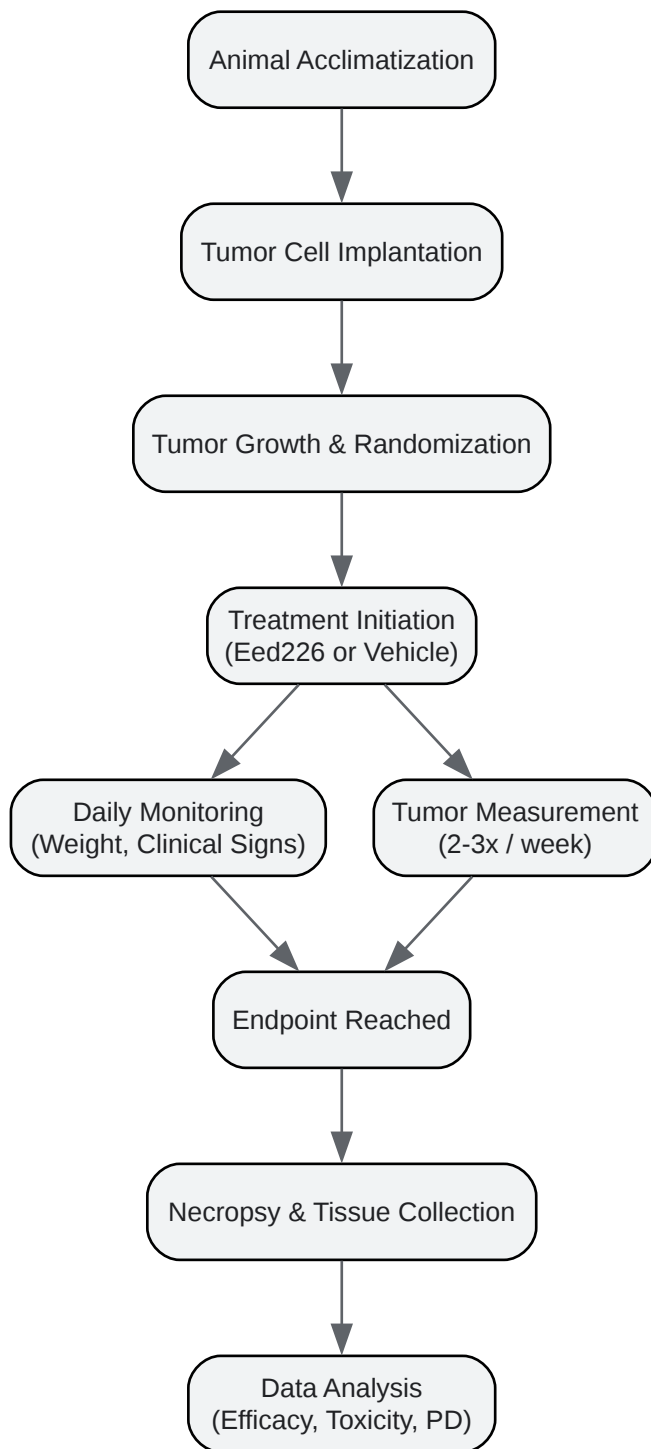 Animal Acclimatization
Tumor Cell Implantation
Tumor Growth & Randomization
Treatment Initiation
(Eed226 or Vehicle)
Daily Monitoring
(Weight, Clinical Signs)
Tumor Measurement
(2-3x / week)
Endpoint Reached
Necropsy & Tissue Collection
Data Analysis
(Efficacy, Toxicity, PD)